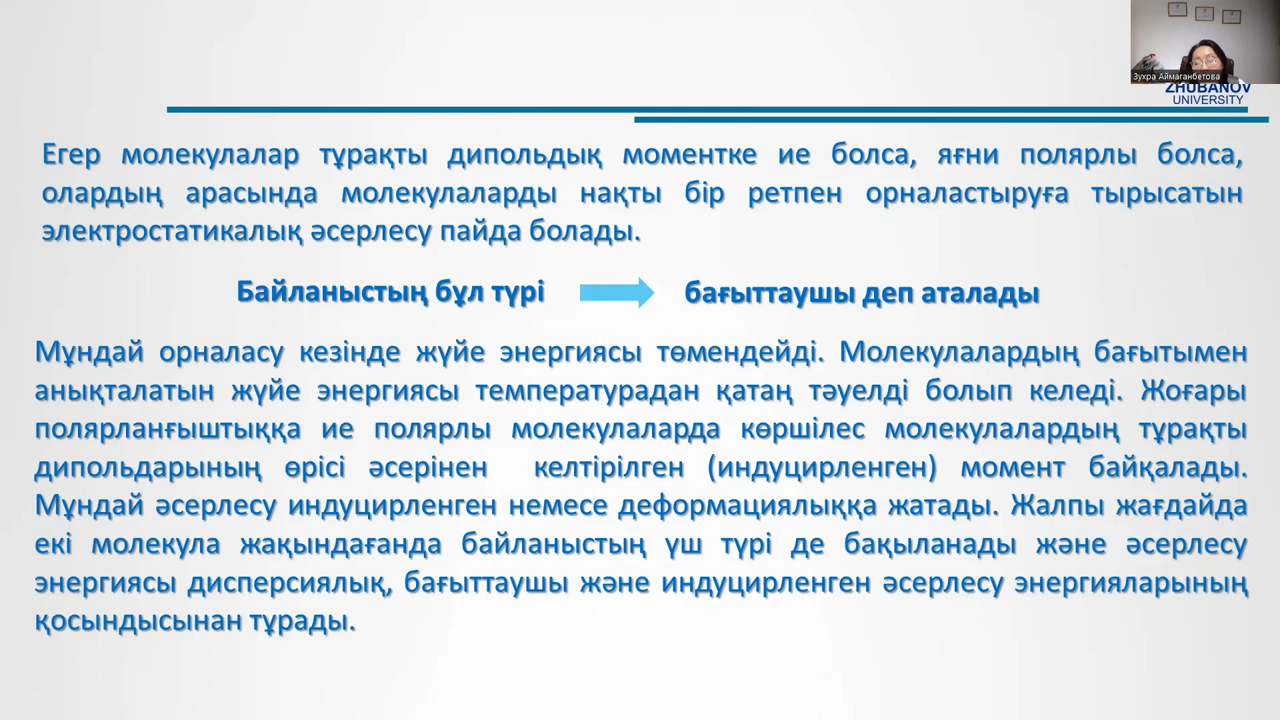 Зухра Аймаганбетова
ZHUBANOV
UNIVERSITY
Егер молекулалар тұрақты дипольдық моментке ие болса, яғни полярлы болса,
олардың арасында молекулаларды нақты бір ретпен орналастыруға тырысатын
электростатикалық әсерлесу пайда болады.
Байланыстың бұл түрі бағыттаушы деп аталады
Мұндай орналасу кезінде жүйе энергиясы төмендейді. Молекулалардың бағытымен
анықталатын жүйе энергиясы температурадан қатаң тәуелді болып келеді. Жоғары
полярланғыштыққа ие полярлы молекулаларда көршілес молекулалардың тұрақты
дипольдарының өрісі әсерінен келтірілген (индуцирленген) момент байқалады.
Мұндай әсерлесу индуцирленген немесе деформациялыққа жатады. Жалпы жағдайда
екі молекула жақындағанда байланыстың үш түрі де бақыланады және әсерлесу
энергиясы дисперсиялық, бағыттаушы және индуцирленген әсерлесу энергияларының
қосындысынан тұрады.